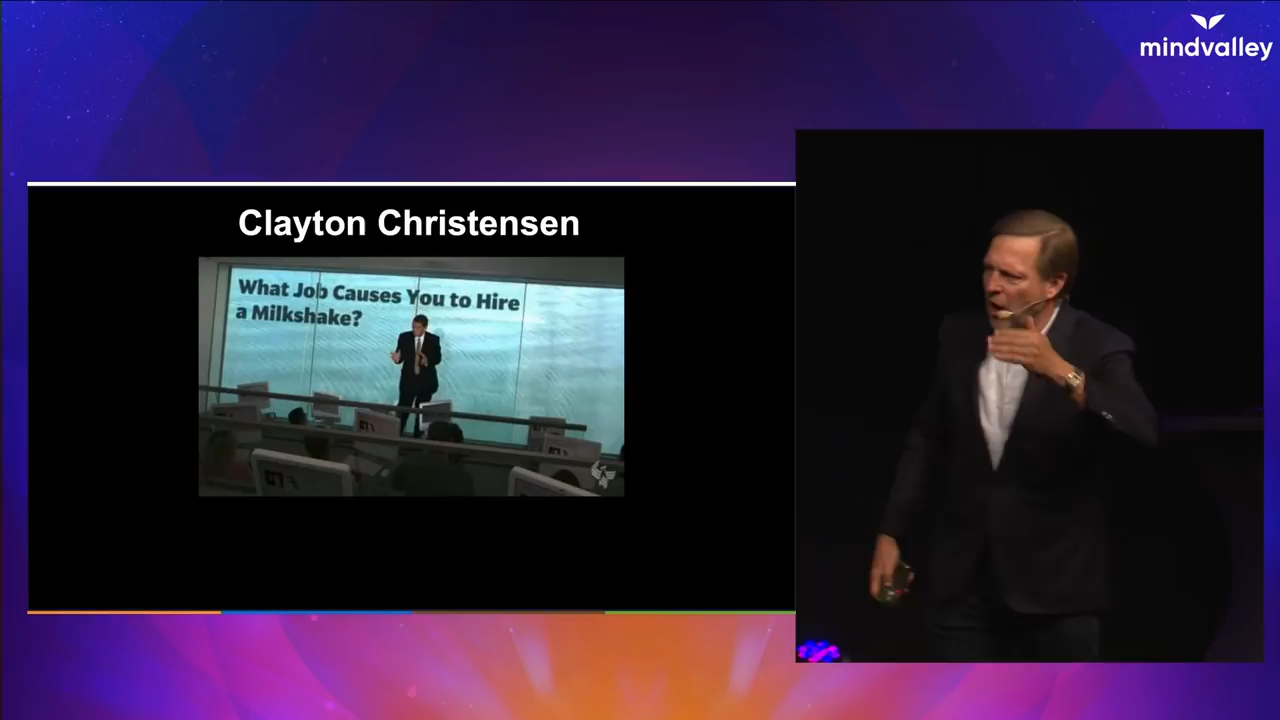 mindvalley
Clayton Christensen
What Job Causes You to Hire
a Milkshake?